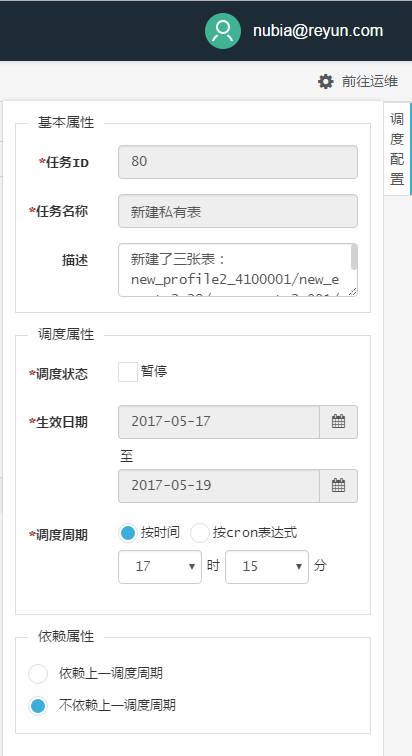 nubia@reyun.com
前往运维
调度配置
基本属性
*任务ID 80
*任务名称 新建私有表
描述 新建了三张表：
new_profile2_4100001/new_e
调度属性
*调度状态 暂停
*生效日期 2017-05-17
至
2017-05-19
*调度周期 按时间 按cron表达式
17 时 15 分
依赖属性
依赖上一调度周期
不依赖上一调度周期